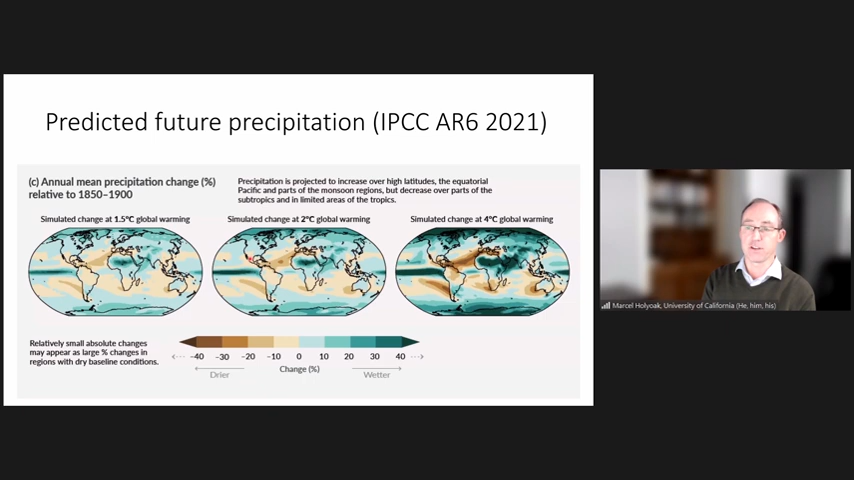 Predicted future precipitation (IPCC AR6 2021)
(c) Annual mean precipitation change (%)
relative to 1850–1900
Precipitation is projected to increase over high latitudes, the equatorial
Pacific and parts of the monsoon regions, but decrease over parts of the
subtropics and in limited areas of the tropics.
Simulated change at 1.5°C global warming
Simulated change at 2°C global warming
Simulated change at 4°C global warming
Relatively small absolute changes
may appear as large % changes in
regions with dry baseline conditions.
-40 -30 -20 -10 0 10 20 30 40
Change (%)
Drier
Wetter
Marcel Holyoak, University of California (He, him, his)